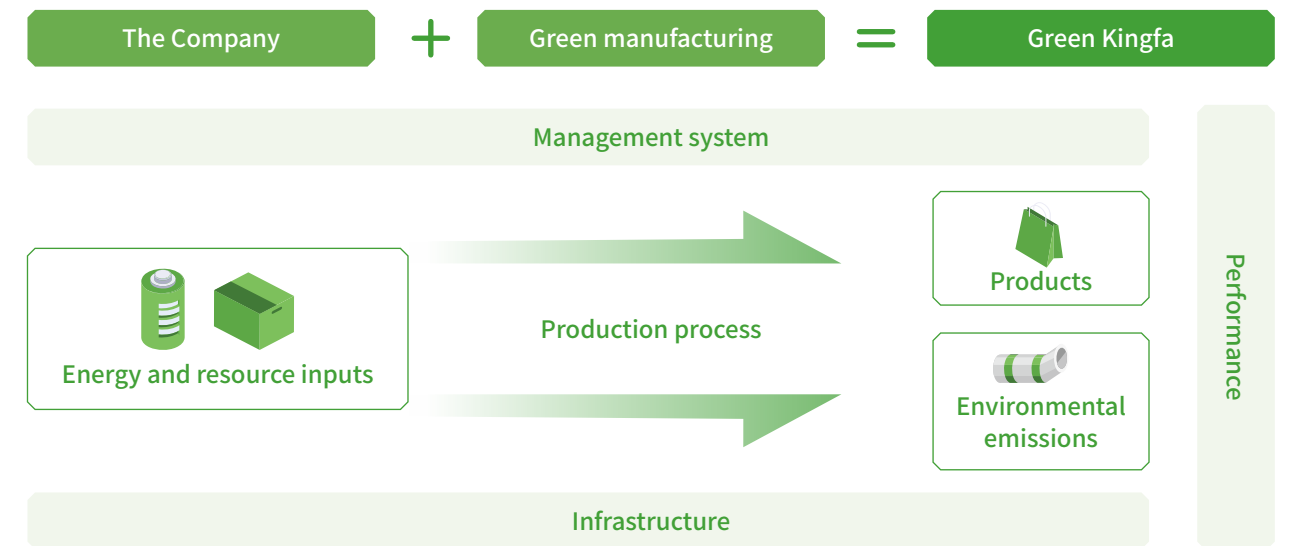 The Company + Green manufacturing = Green Kingfa
Management system
Energy and resource inputs
Production process
Products
Environmental
emissions
Infrastructure
Performance